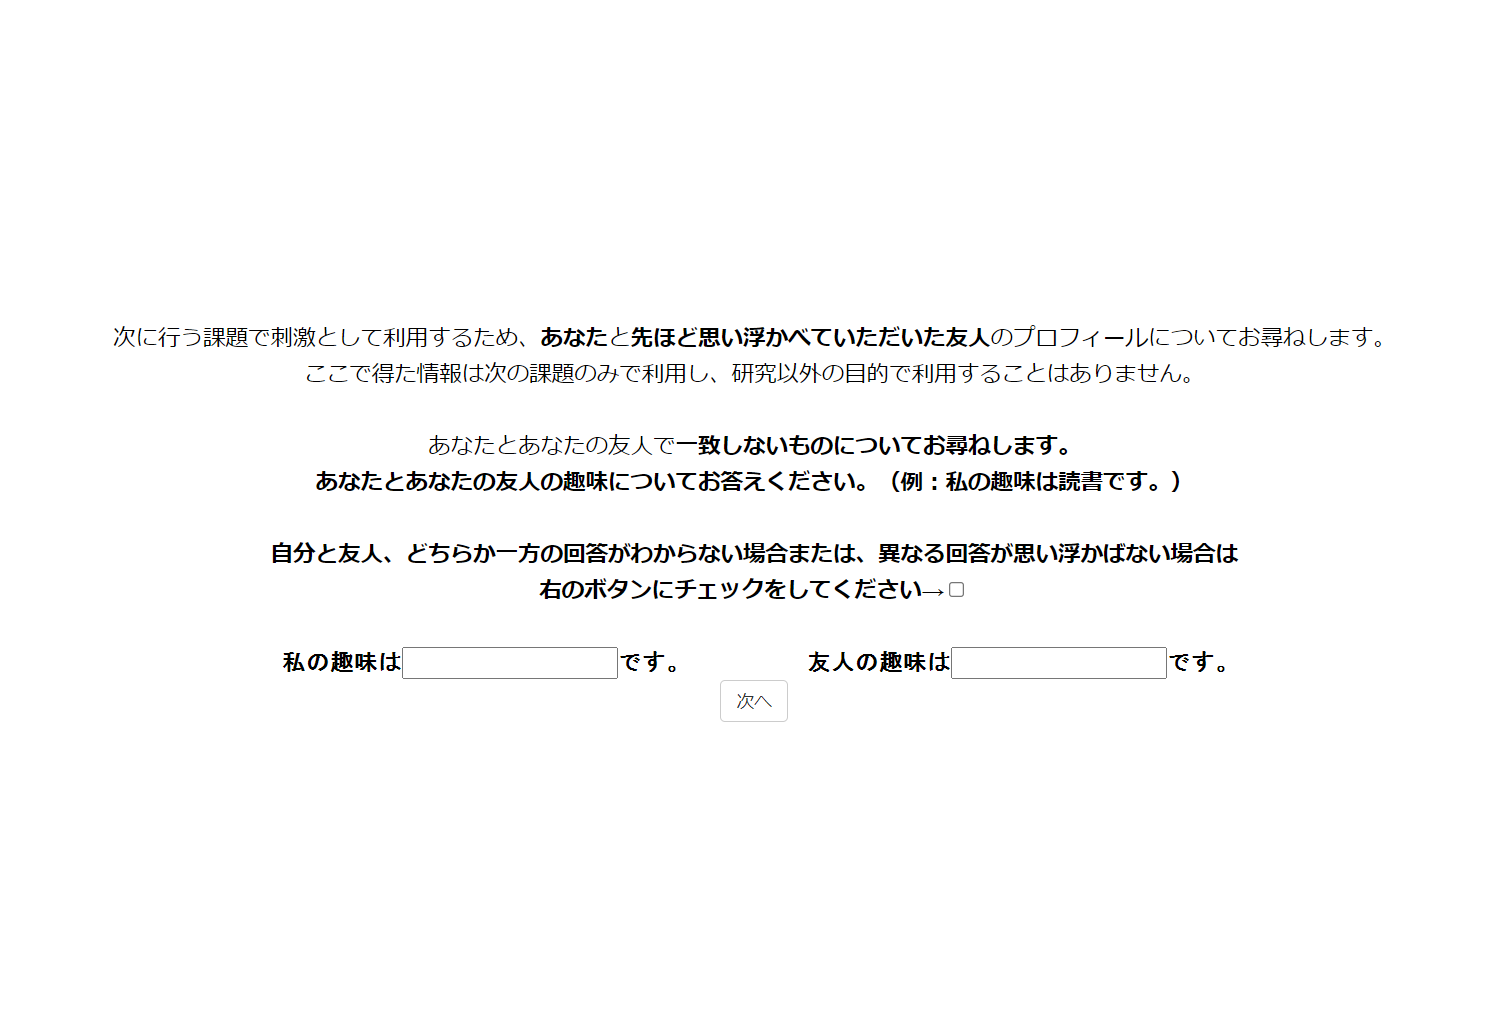 次に行う課題で刺激として利用するため、あなたと先ほど思い浮かべていただいた友人のプロフィールについてお尋ねします。
ここで得た情報は次の課題のみで利用し、研究以外の目的で利用することはありません。
あなたとあなたの友人で一致しないものについてお尋ねします。
あなたとあなたの友人の趣味についてお答えください。（例：私の趣味は読書です。）
自分と友人、どちらか一方の回答がわからない場合または、異なる回答が思い浮かばない場合は
右のボタンにチェックをしてください→
私の趣味は です。 友人の趣味は です。
次へ